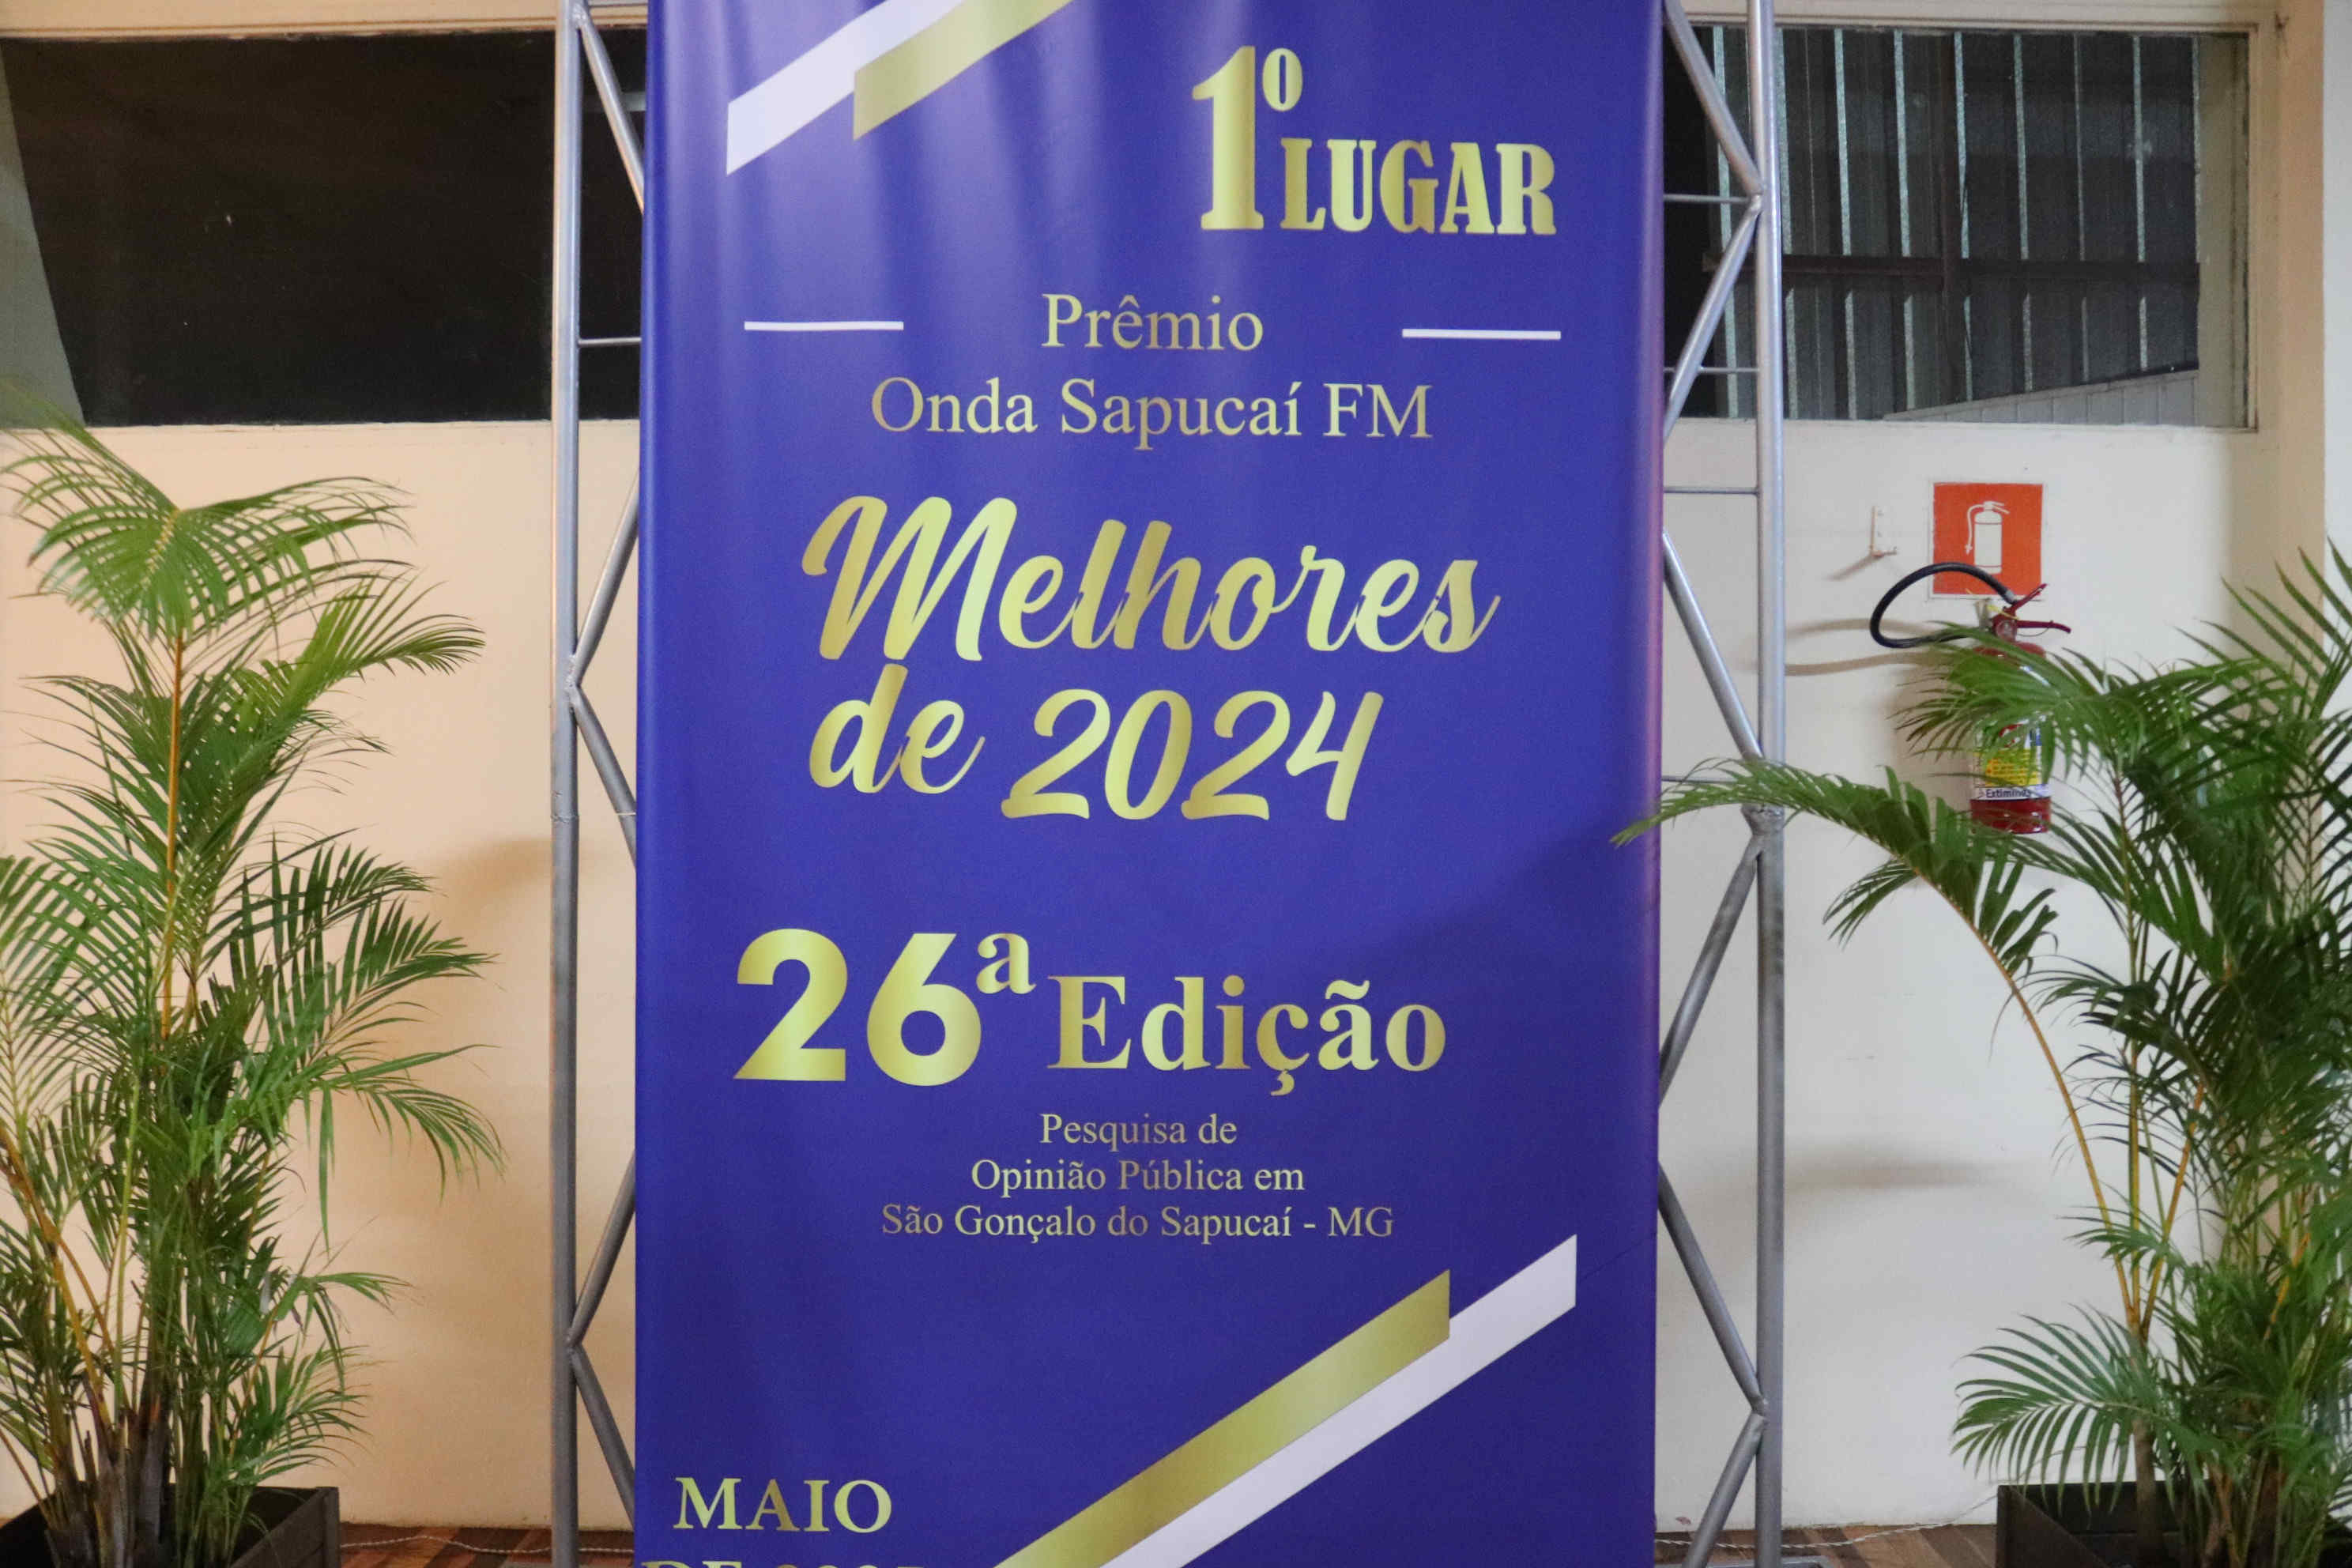 1º LUGAR
Prêmio
Onda Sapucaí FM
Melhores
de 2024
26ª Edição
Pesquisa de
Opinião Pública em
São Gonçalo do Sapucaí - MG
MAIO
Extiminas